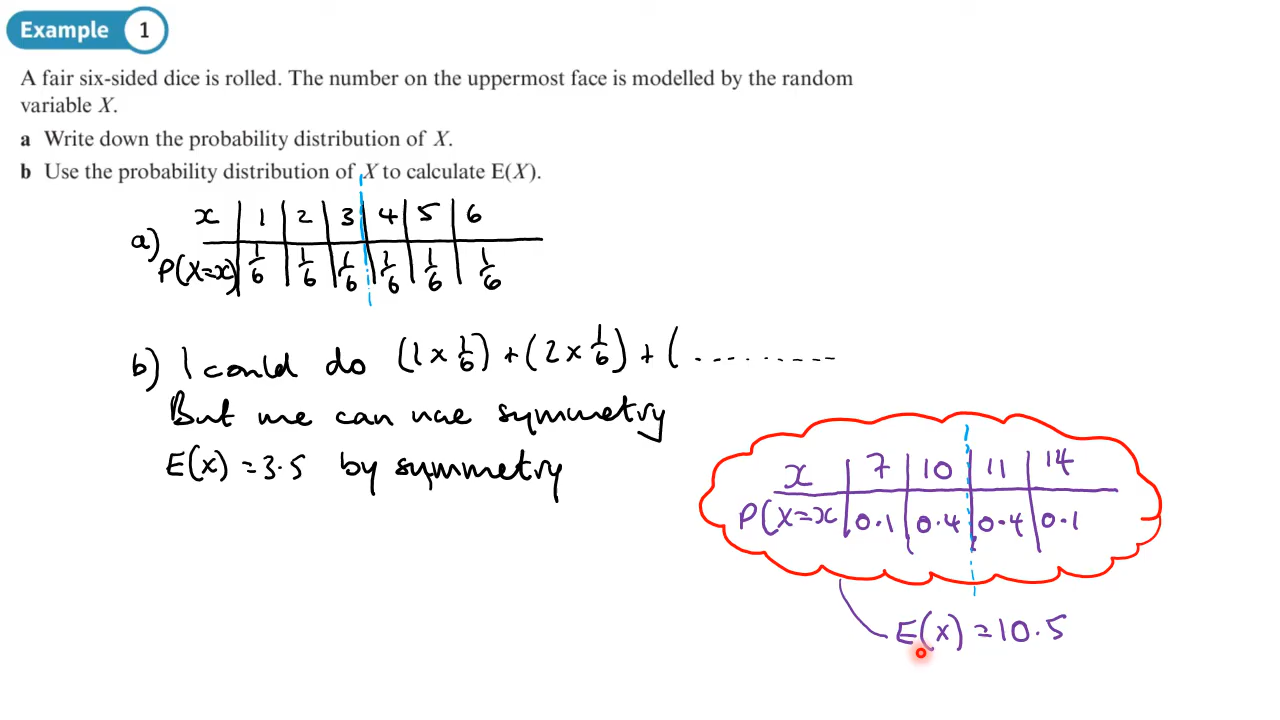 Example 1
A fair six-sided dice is rolled. The number on the uppermost face is modelled by the random
variable X.
a Write down the probability distribution of X.
b Use the probability distribution of X to calculate E(X).
a) x 1 2 3 4 5 6
P(X=x) 1/6 1/6 1/6 1/6 1/6 1/6
b) I could do (1 x 1/6) + (2 x 1/6) + ( ..........
But we can use symmetry
E(x) = 3.5 by symmetry
x 7 10 11 14
P(X=x 0.1 0.4 0.4 0.1
E(x) = 10.5